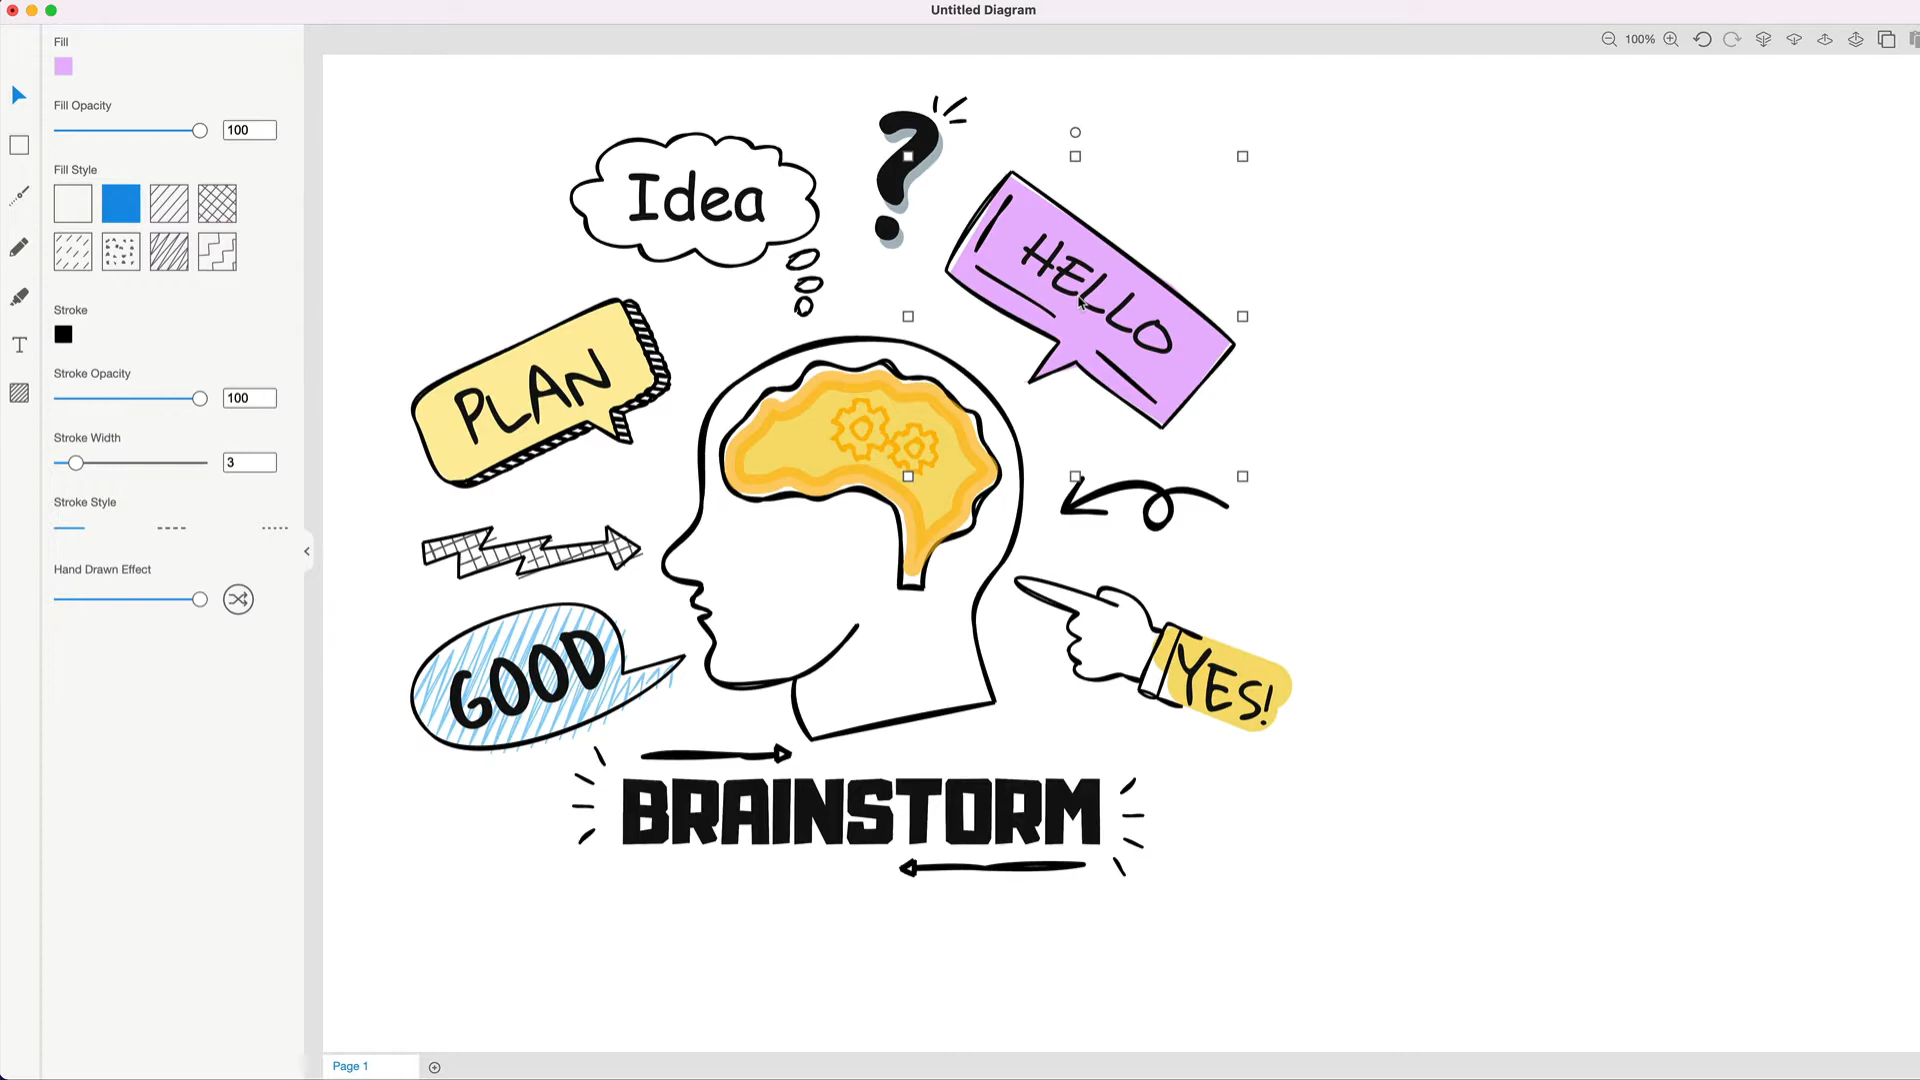 Untitled Diagram
100%
Fill
Fill Opacity
100
Fill Style
Stroke
Stroke Opacity
100
Stroke Width
3
Stroke Style
Hand Drawn Effect
?
Idea
HELLO
PLAN
GOOD
YES!
BRAINSTORM
Page 1